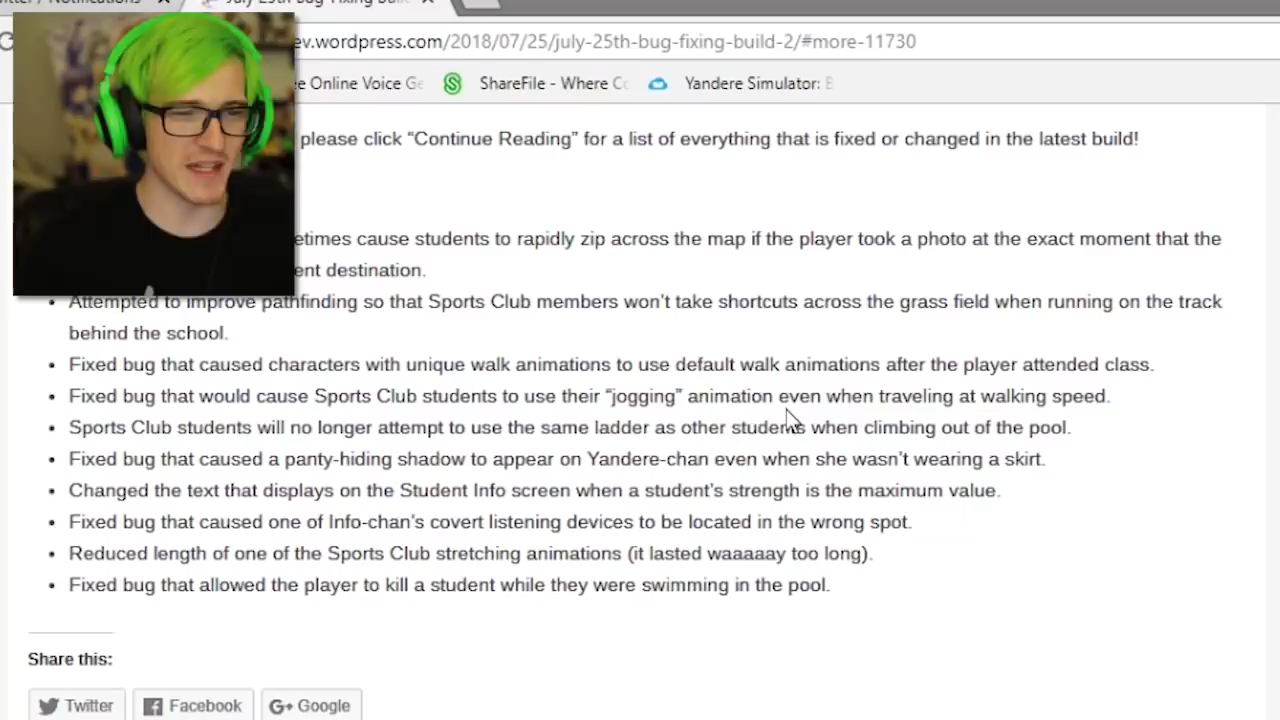 ev.wordpress.com/2018/07/25/july-25th-bug-fixing-build-2/#more-11730
ee Online Voice Ge ShareFile - Where Co Yandere Simulator:
please click “Continue Reading” for a list of everything that is fixed or changed in the latest build!
etimes cause students to rapidly zip across the map if the player took a photo at the exact moment that the
ent destination.
• Attempted to improve pathfinding so that Sports Club members won’t take shortcuts across the grass field when running on the track
behind the school.
• Fixed bug that caused characters with unique walk animations to use default walk animations after the player attended class.
• Fixed bug that would cause Sports Club students to use their “jogging” animation even when traveling at walking speed.
• Sports Club students will no longer attempt to use the same ladder as other students when climbing out of the pool.
• Fixed bug that caused a panty-hiding shadow to appear on Yandere-chan even when she wasn’t wearing a skirt.
• Changed the text that displays on the Student Info screen when a student’s strength is the maximum value.
• Fixed bug that caused one of Info-chan’s covert listening devices to be located in the wrong spot.
• Reduced length of one of the Sports Club stretching animations (it lasted waaaaay too long).
• Fixed bug that allowed the player to kill a student while they were swimming in the pool.
Share this:
Twitter Facebook G+ Google